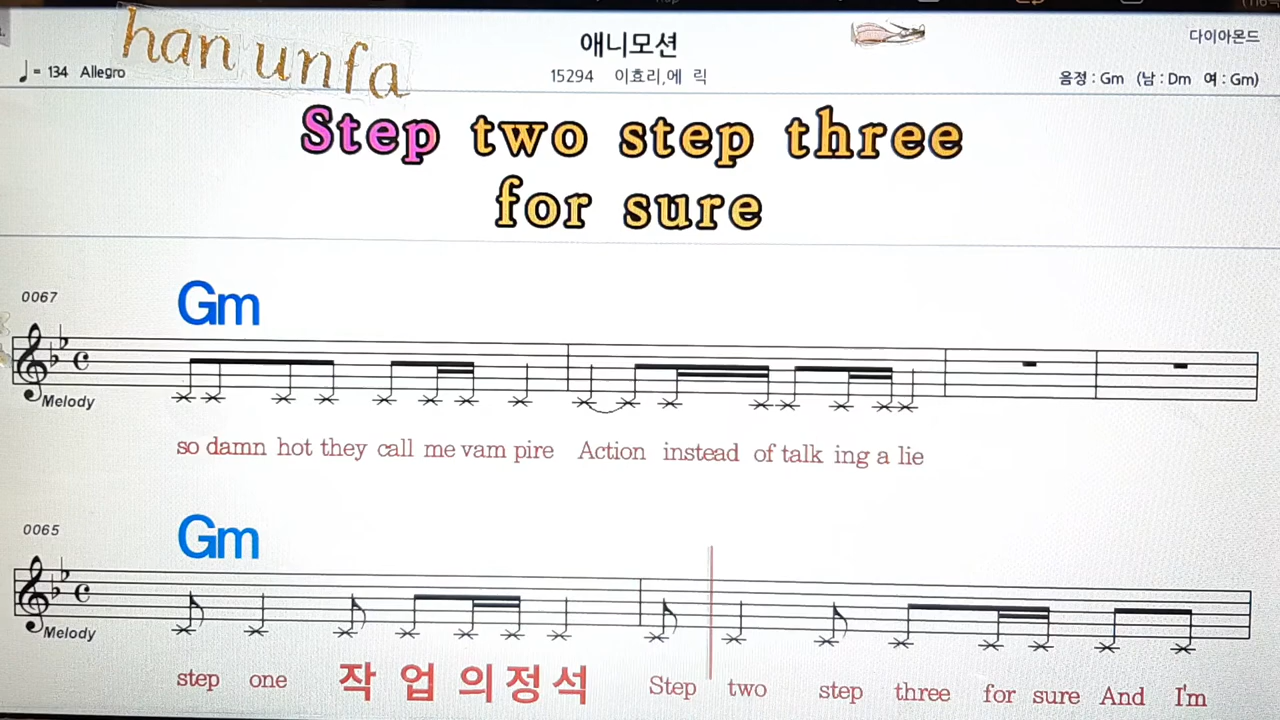 han unfa
애니모션
다이아몬드
♩= 134 Allegro
15294 이효리,에 릭
음정 : Gm (남 : Dm 여 : Gm)
Step two step three
for sure
0067
Gm
Melody
so damn hot they call me vam pire Action instead of talk ing a lie
0065
Gm
Melody
step one 작 업 의 정 석 Step two step three for sure And I'm